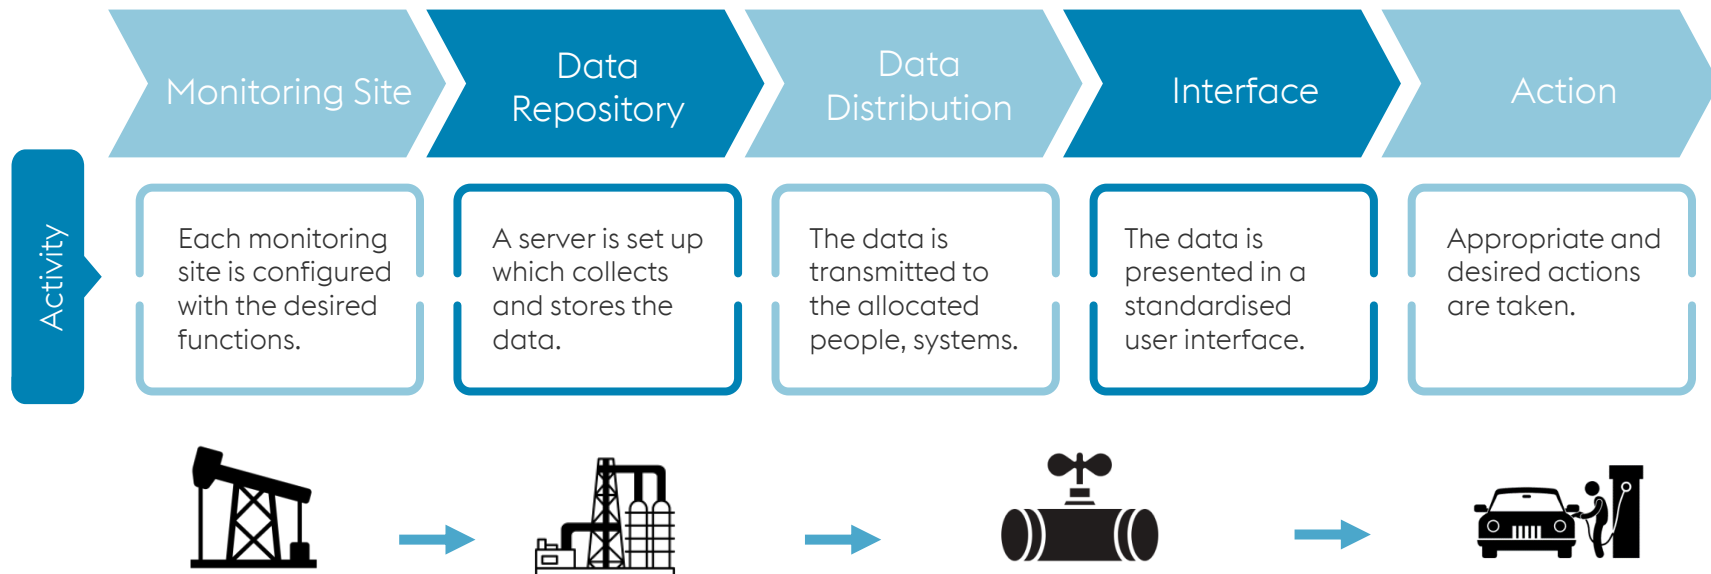 Monitoring Site
Data
Repository
Data
Distribution
Interface
Action
Activity
Each monitoring
site is configured
with the desired
functions.
A server is set up
which collects
and stores the
data.
The data is
transmitted to
the allocated
people, systems.
The data is
presented in a
standardised
user interface.
Appropriate and
desired actions
are taken.